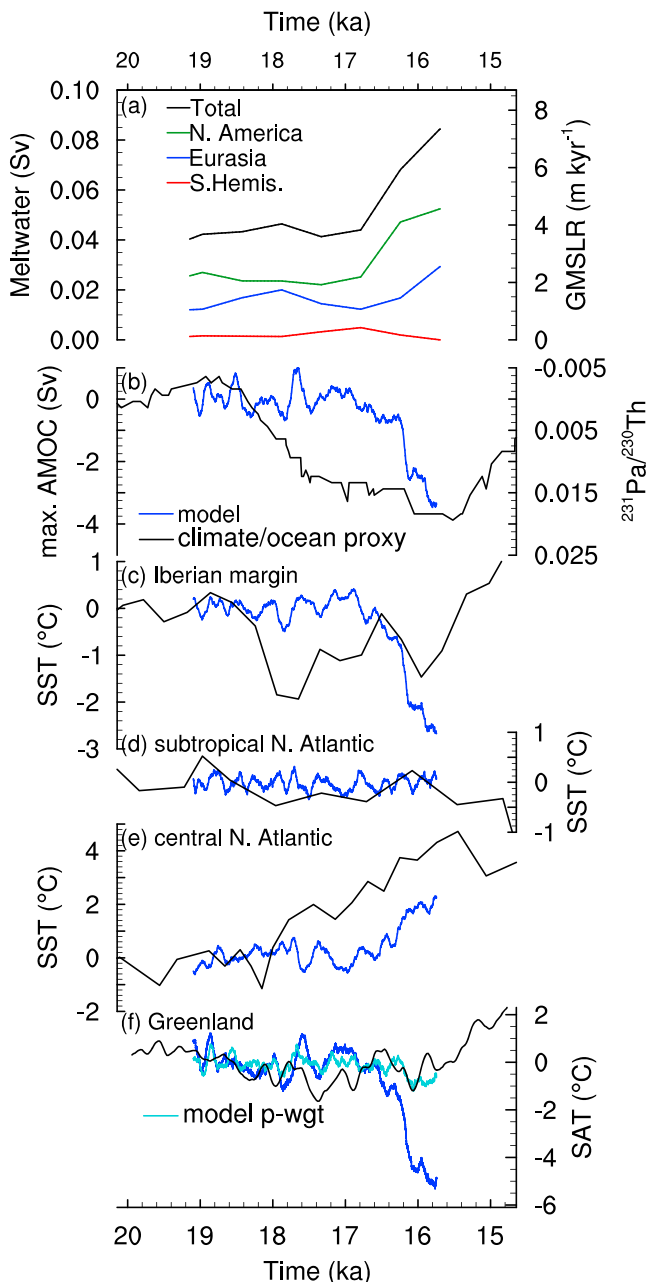 Time (ka)
20 19 18 17 16 15
0.10
0.08
0.06
0.04
0.02
0.00
Meltwater (Sv)
(a)
Total
N. America
Eurasia
S.Hemis.
8
6
4
2
0
GMSLR (m kyr-1)
(b)
0
-2
-4
max. AMOC (Sv)
model
climate/ocean proxy
-0.005
0.005
0.015
0.025
231Pa/230Th
1
0
-1
-2
-3
SST (°C)
(c) Iberian margin
(d) subtropical N. Atlantic
1
0
-1
SST (°C)
(e) central N. Atlantic
4
2
0
-2
SST (°C)
(f) Greenland
model p-wgt
2
0
-2
-4
-6
SAT (°C)
20 19 18 17 16 15
Time (ka)